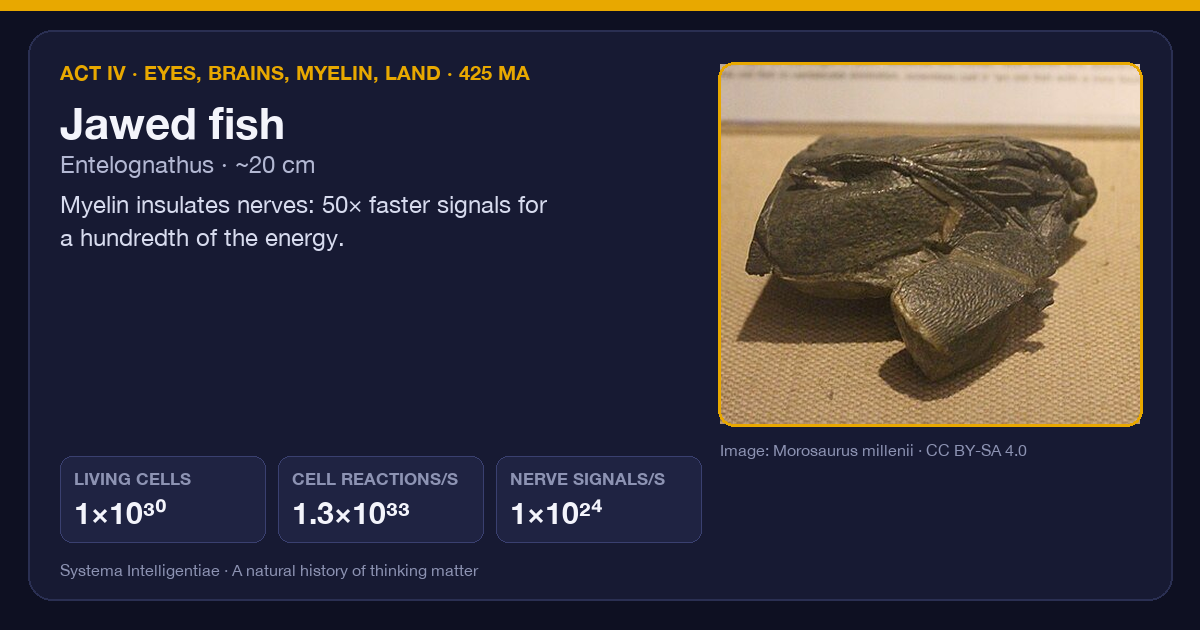 ACT IV · EYES, BRAINS, MYELIN, LAND · 425 MA
Jawed fish
Entelognathus · ~20 cm
Myelin insulates nerves: 50× faster signals for
a hundredth of the energy.
Image: Morosaurus millenii · CC BY-SA 4.0
LIVING CELLS
1×10³⁰
CELL REACTIONS/S
1.3×10³³
NERVE SIGNALS/S
1×10²⁴
Systema Intelligentiae · A natural history of thinking matter